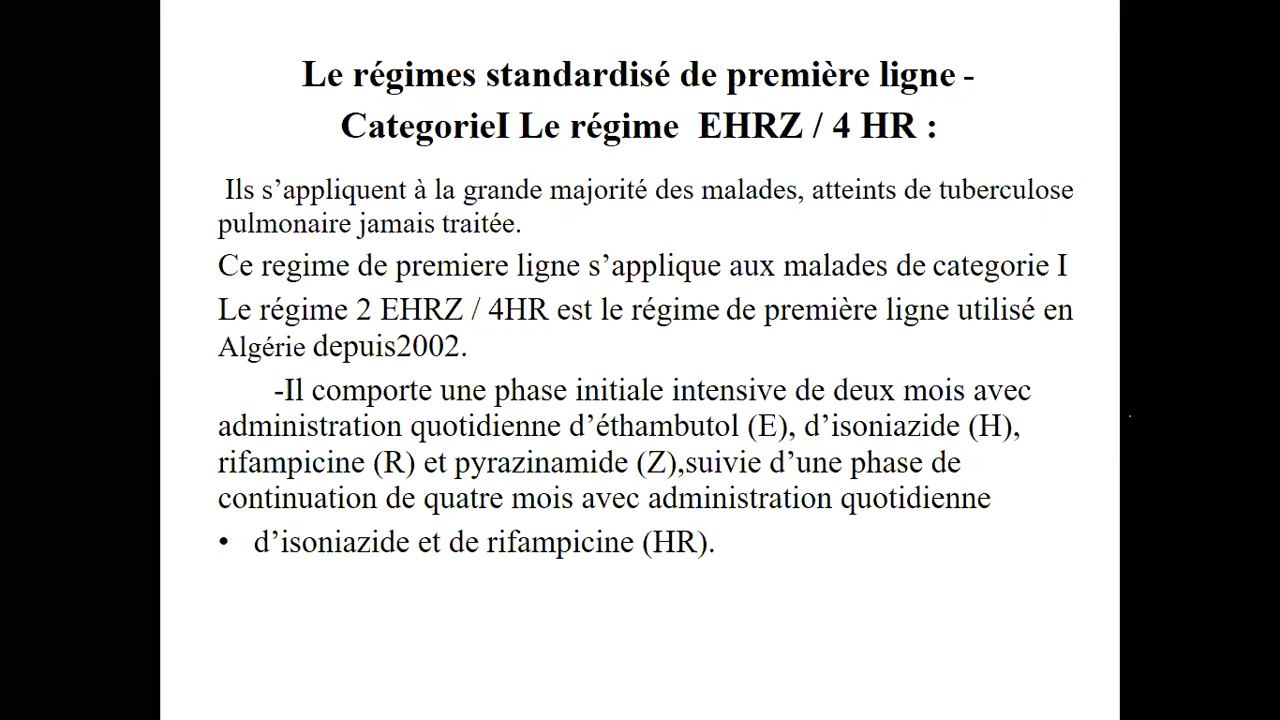 Le régimes standardisé de première ligne -
CategorieI Le régime EHRZ / 4 HR :
Ils s’appliquent à la grande majorité des malades, atteints de tuberculose
pulmonaire jamais traitée.
Ce regime de premiere ligne s’applique aux malades de categorie I
Le régime 2 EHRZ / 4HR est le régime de première ligne utilisé en
Algérie depuis2002.
-Il comporte une phase initiale intensive de deux mois avec
administration quotidienne d’éthambutol (E), d’isoniazide (H),
rifampicine (R) et pyrazinamide (Z),suivie d’une phase de
continuation de quatre mois avec administration quotidienne
• d’isoniazide et de rifampicine (HR).